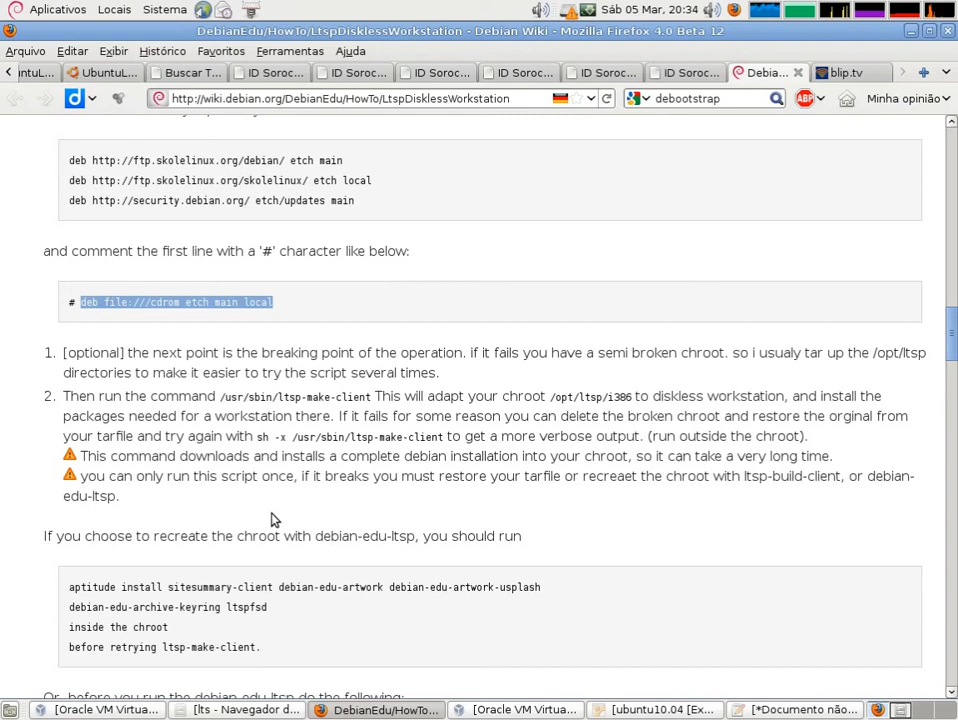 Aplicativos Locais Sistema Sáb 05 Mar, 20:34
DebianEdu/HowTo/LtspDisklessWorkstation - Debian Wiki - Mozilla Firefox 4.0 Beta 12
Arquivo Editar Exibir Histórico Favoritos Ferramentas Ajuda
untuL... UbuntuL... Buscar T... ID Soroc... ID Soroc... ID Soroc... ID Soroc... ID Soroc... ID Soroc... Debia... blip.tv
http://wiki.debian.org/DebianEdu/HowTo/LtspDisklessWorkstation debootstrap ABP Minha opinião
deb http://ftp.skolelinux.org/debian/ etch main
deb http://ftp.skolelinux.org/skolelinux/ etch local
deb http://security.debian.org/ etch/updates main
and comment the first line with a '#' character like below:
# deb file:///cdrom etch main local
1. [optional] the next point is the breaking point of the operation. if it fails you have a semi broken chroot. so i usualy tar up the /opt/ltsp
directories to make it easier to try the script several times.
2. Then run the command /usr/sbin/ltsp-make-client This will adapt your chroot /opt/ltsp/i386 to diskless workstation, and install the
packages needed for a workstation there. If it fails for some reason you can delete the broken chroot and restore the orginal from
your tarfile and try again with sh -x /usr/sbin/ltsp-make-client to get a more verbose output. (run outside the chroot).
This command downloads and installs a complete debian installation into your chroot, so it can take a very long time.
you can only run this script once, if it breaks you must restore your tarfile or recreaet the chroot with ltsp-build-client, or debian-
edu-ltsp.
If you choose to recreate the chroot with debian-edu-ltsp, you should run
aptitude install sitesummary-client debian-edu-artwork debian-edu-artwork-usplash
debian-edu-archive-keyring ltspfsd
inside the chroot
before retrying ltsp-make-client.
Or, before you run the debian-edu-ltsp do the following:
[Oracle VM Virtua... [lts - Navegador d... DebianEdu/HowTo... [Oracle VM Virtua... [ubuntu10.04 [Ex... [*Documento não...